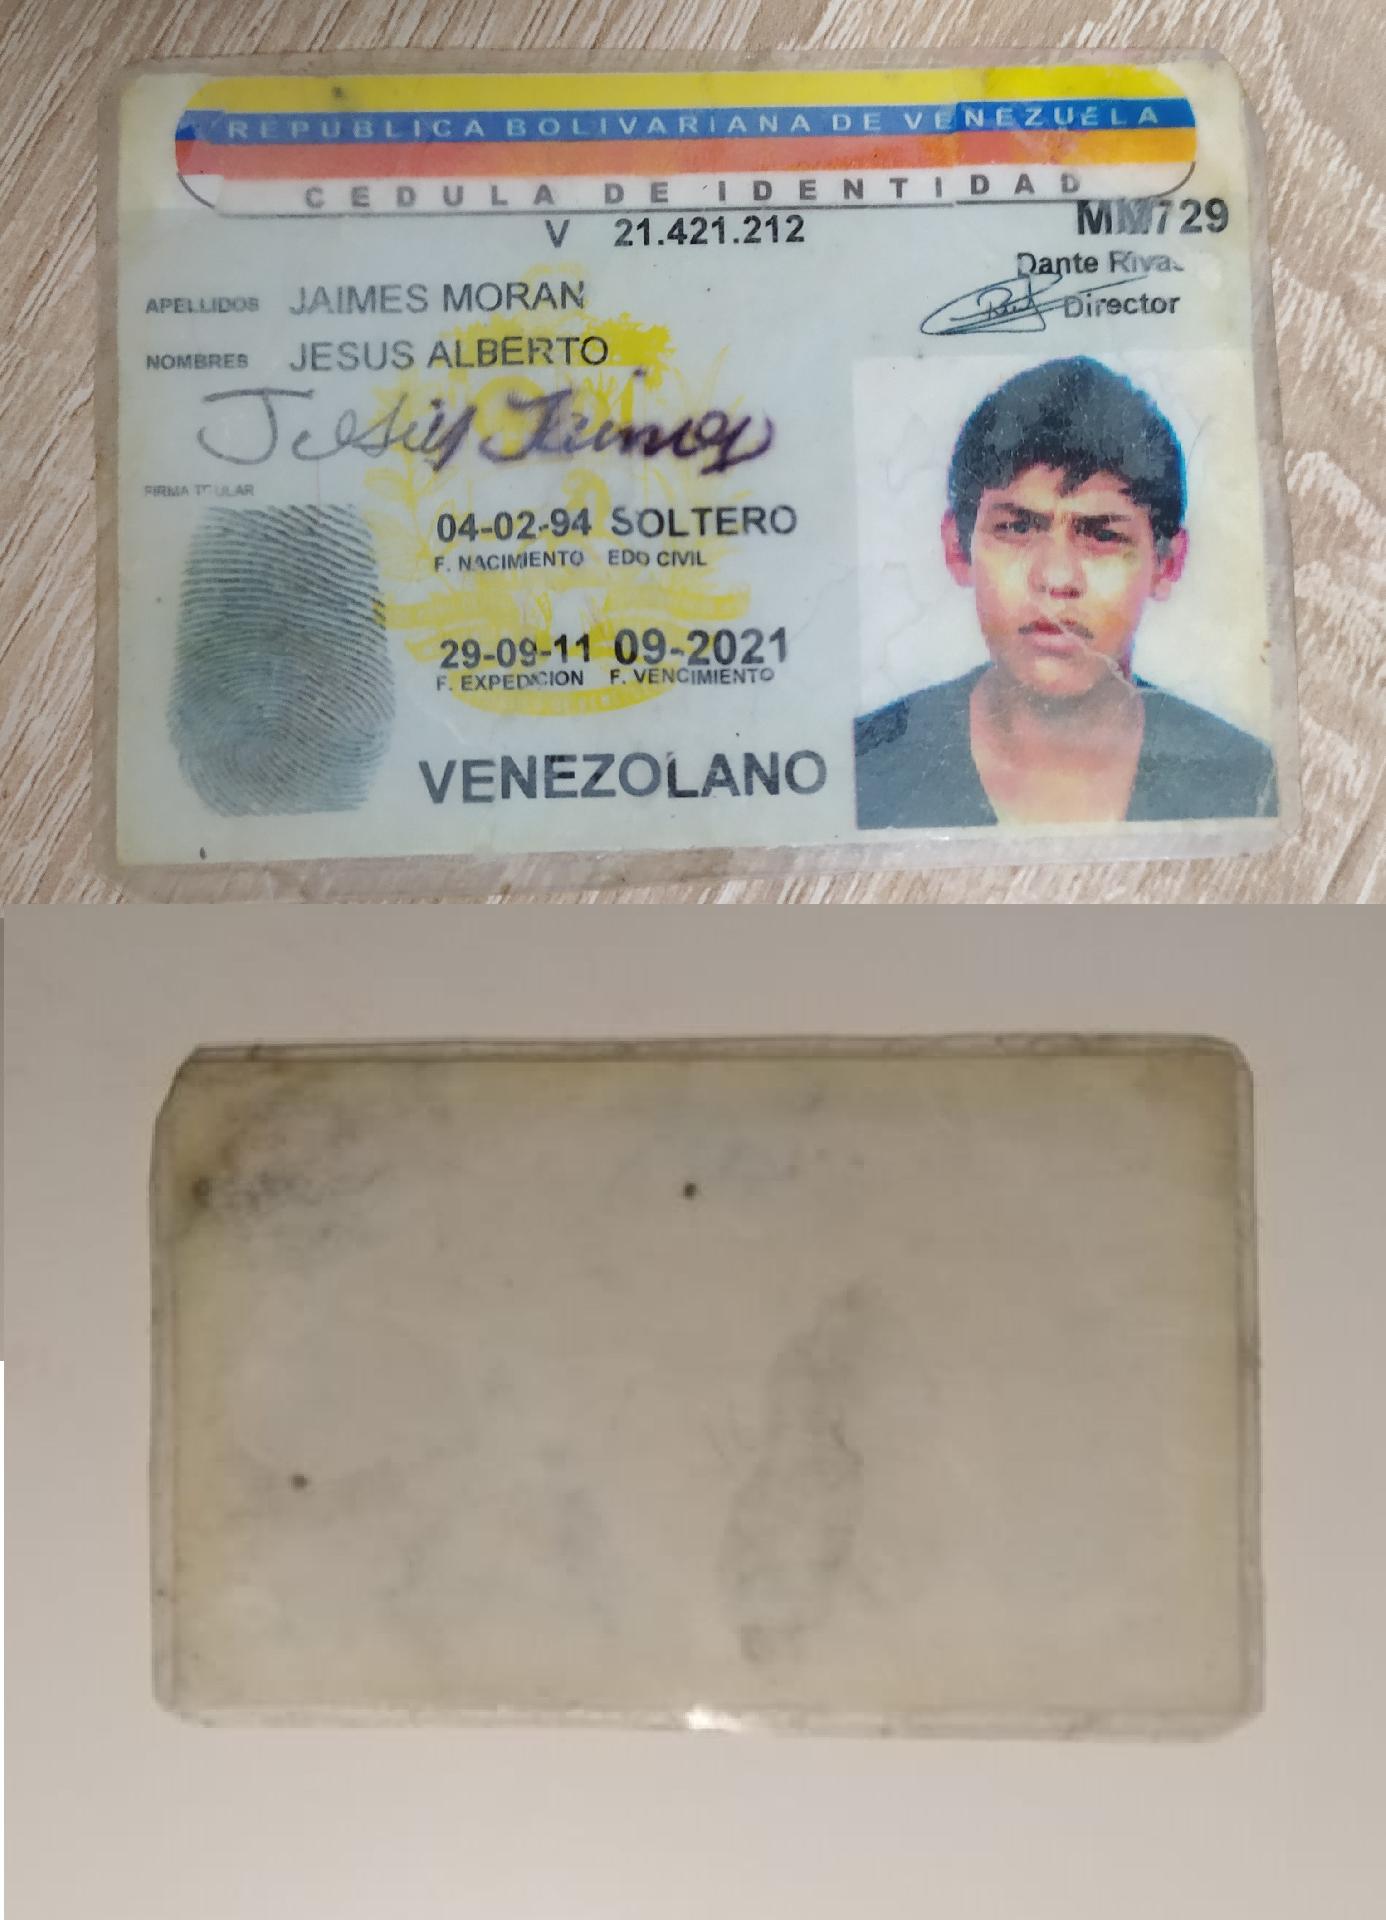 REPUBLICA BOLIVARIANA DE VENEZUELA
CEDULA DE IDENTIDAD
V 21.421.212
MM729
Dante Rivas
Director
APELLIDOS JAIMES MORAN
NOMBRES JESUS ALBERTO
Jesus Jaimes
FIRMA TITULAR
04-02-94 SOLTERO
F. NACIMIENTO EDO CIVIL
29-09-11 09-2021
F. EXPEDICION F. VENCIMIENTO
VENEZOLANO